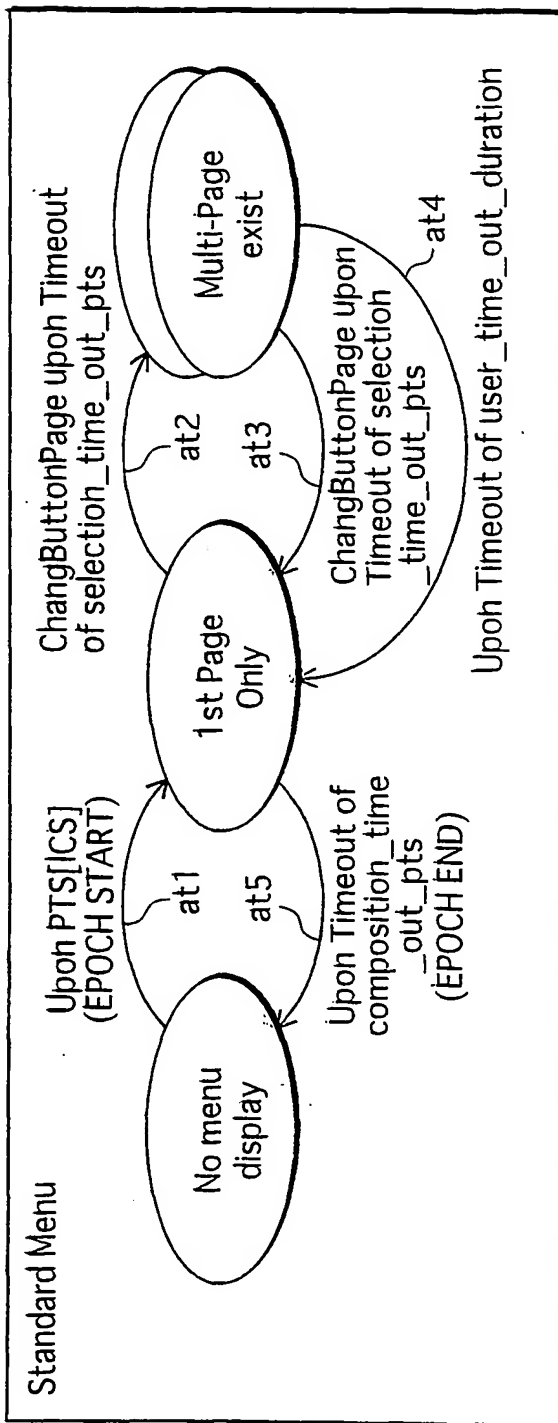 Standard Menu
Upon PTS[ICS]
(EPOCH START)
at1
No menu
display
at5
Upon Timeout of
composition_time
_out_pts
(EPOCH END)
1st Page
Only
ChangButtonPage upon Timeout
of selection_time_out_pts
at2
at3
ChangButtonPage upon
Timeout of selection
_time_out_pts
Multi-Page
exist
at4
Upon Timeout of user_time_out_duration